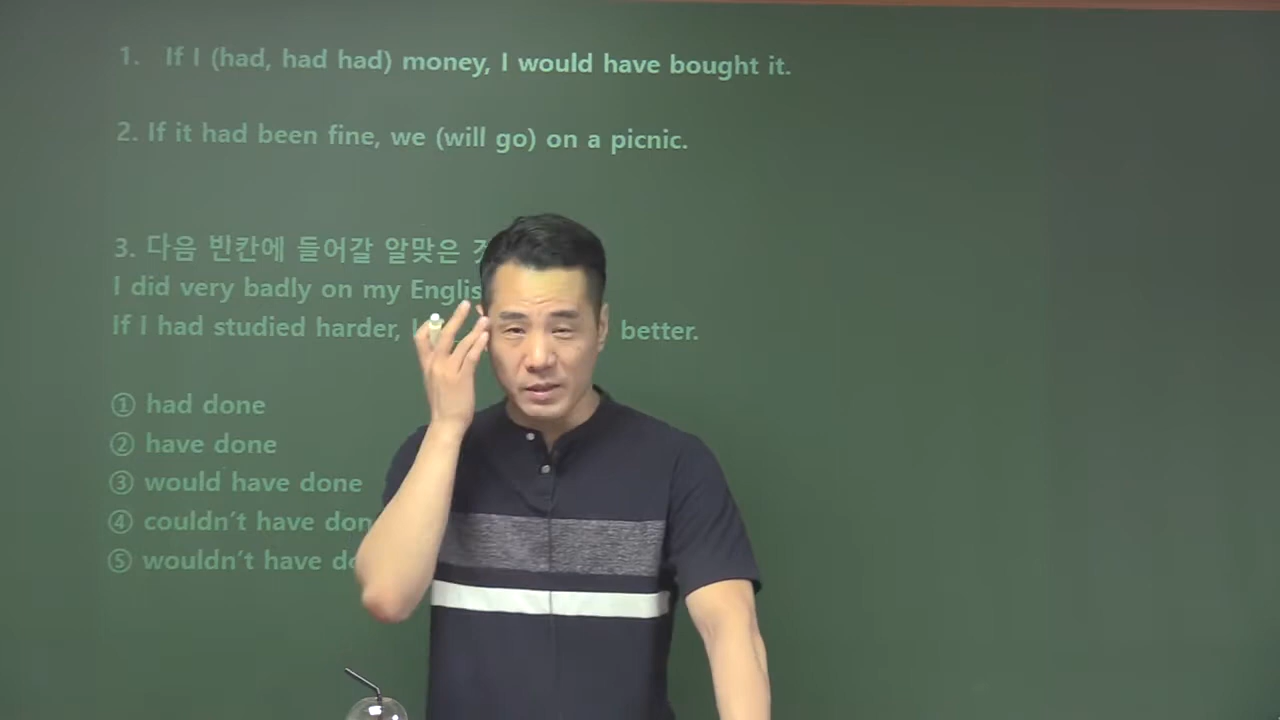 1. If I (had, had had) money, I would have bought it.
2. If it had been fine, we (will go) on a picnic.
3. 다음 빈칸에 들어갈 알맞은
I did very badly on my
If I had studied harder, better.
① had done
② have done
③ would have done
④ couldn't have
⑤ wouldn't have